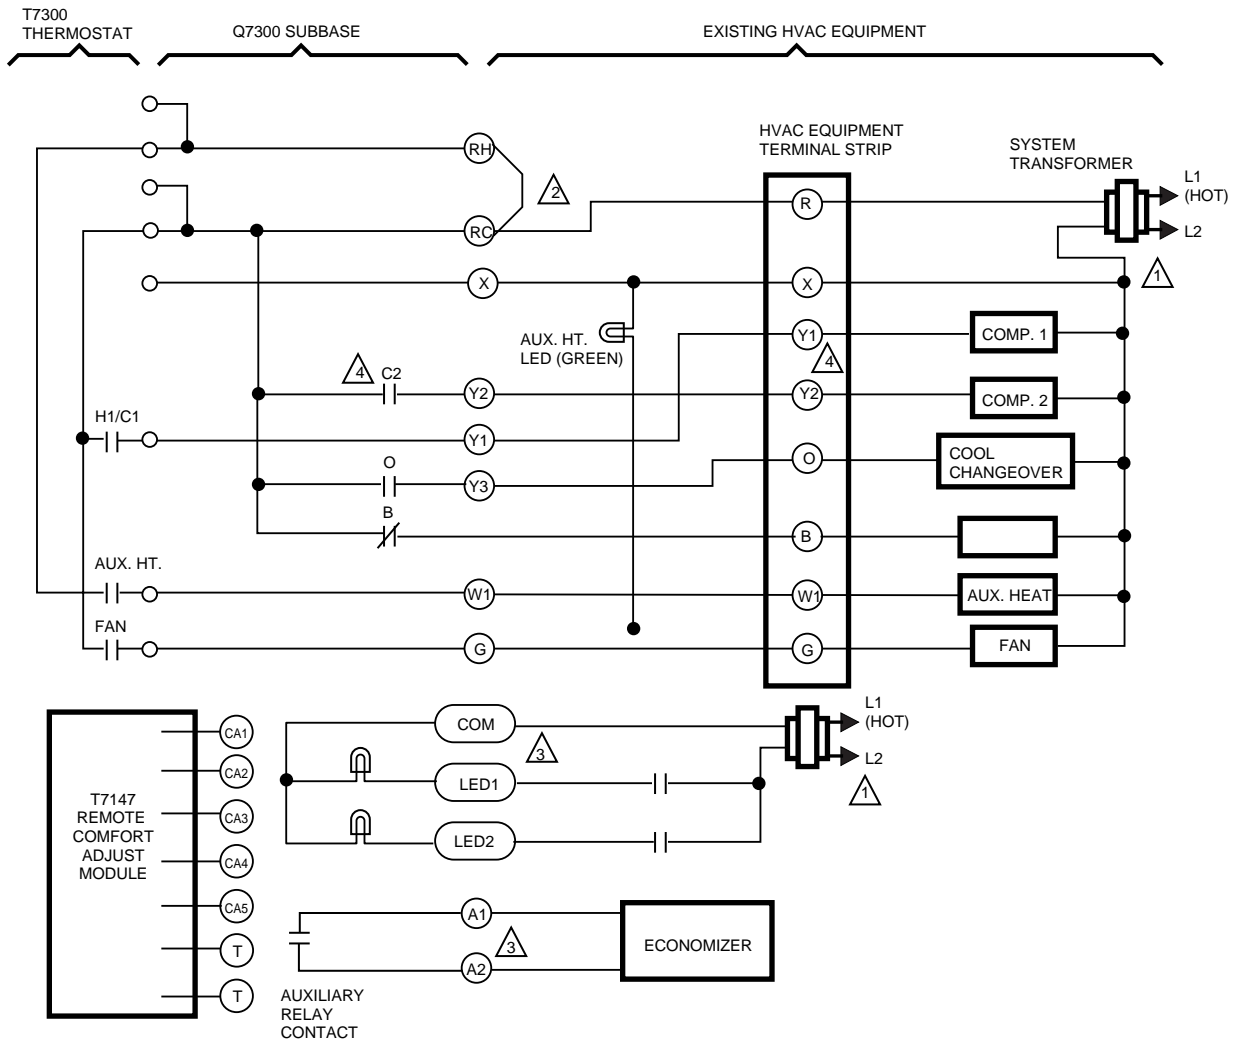 T7300
THERMOSTAT
Q7300 SUBBASE
EXISTING HVAC EQUIPMENT
HVAC EQUIPMENT
TERMINAL STRIP
SYSTEM
TRANSFORMER
L1
(HOT)
L2
1
RH
2
RC
R
X
X
AUX. HT.
LED (GREEN)
Y1
4
COMP. 1
4
C2
Y2
Y2
COMP. 2
H1/C1
Y1
O
Y3
O
COOL
CHANGEOVER
B
B
AUX. HT.
W1
W1
AUX. HEAT
FAN
G
G
FAN
T7147
REMOTE
COMFORT
ADJUST
MODULE
CA1
CA2
CA3
CA4
CA5
T
T
COM
3
LED1
LED2
L1
(HOT)
L2
1
A1
3
A2
ECONOMIZER
AUXILIARY
RELAY
CONTACT